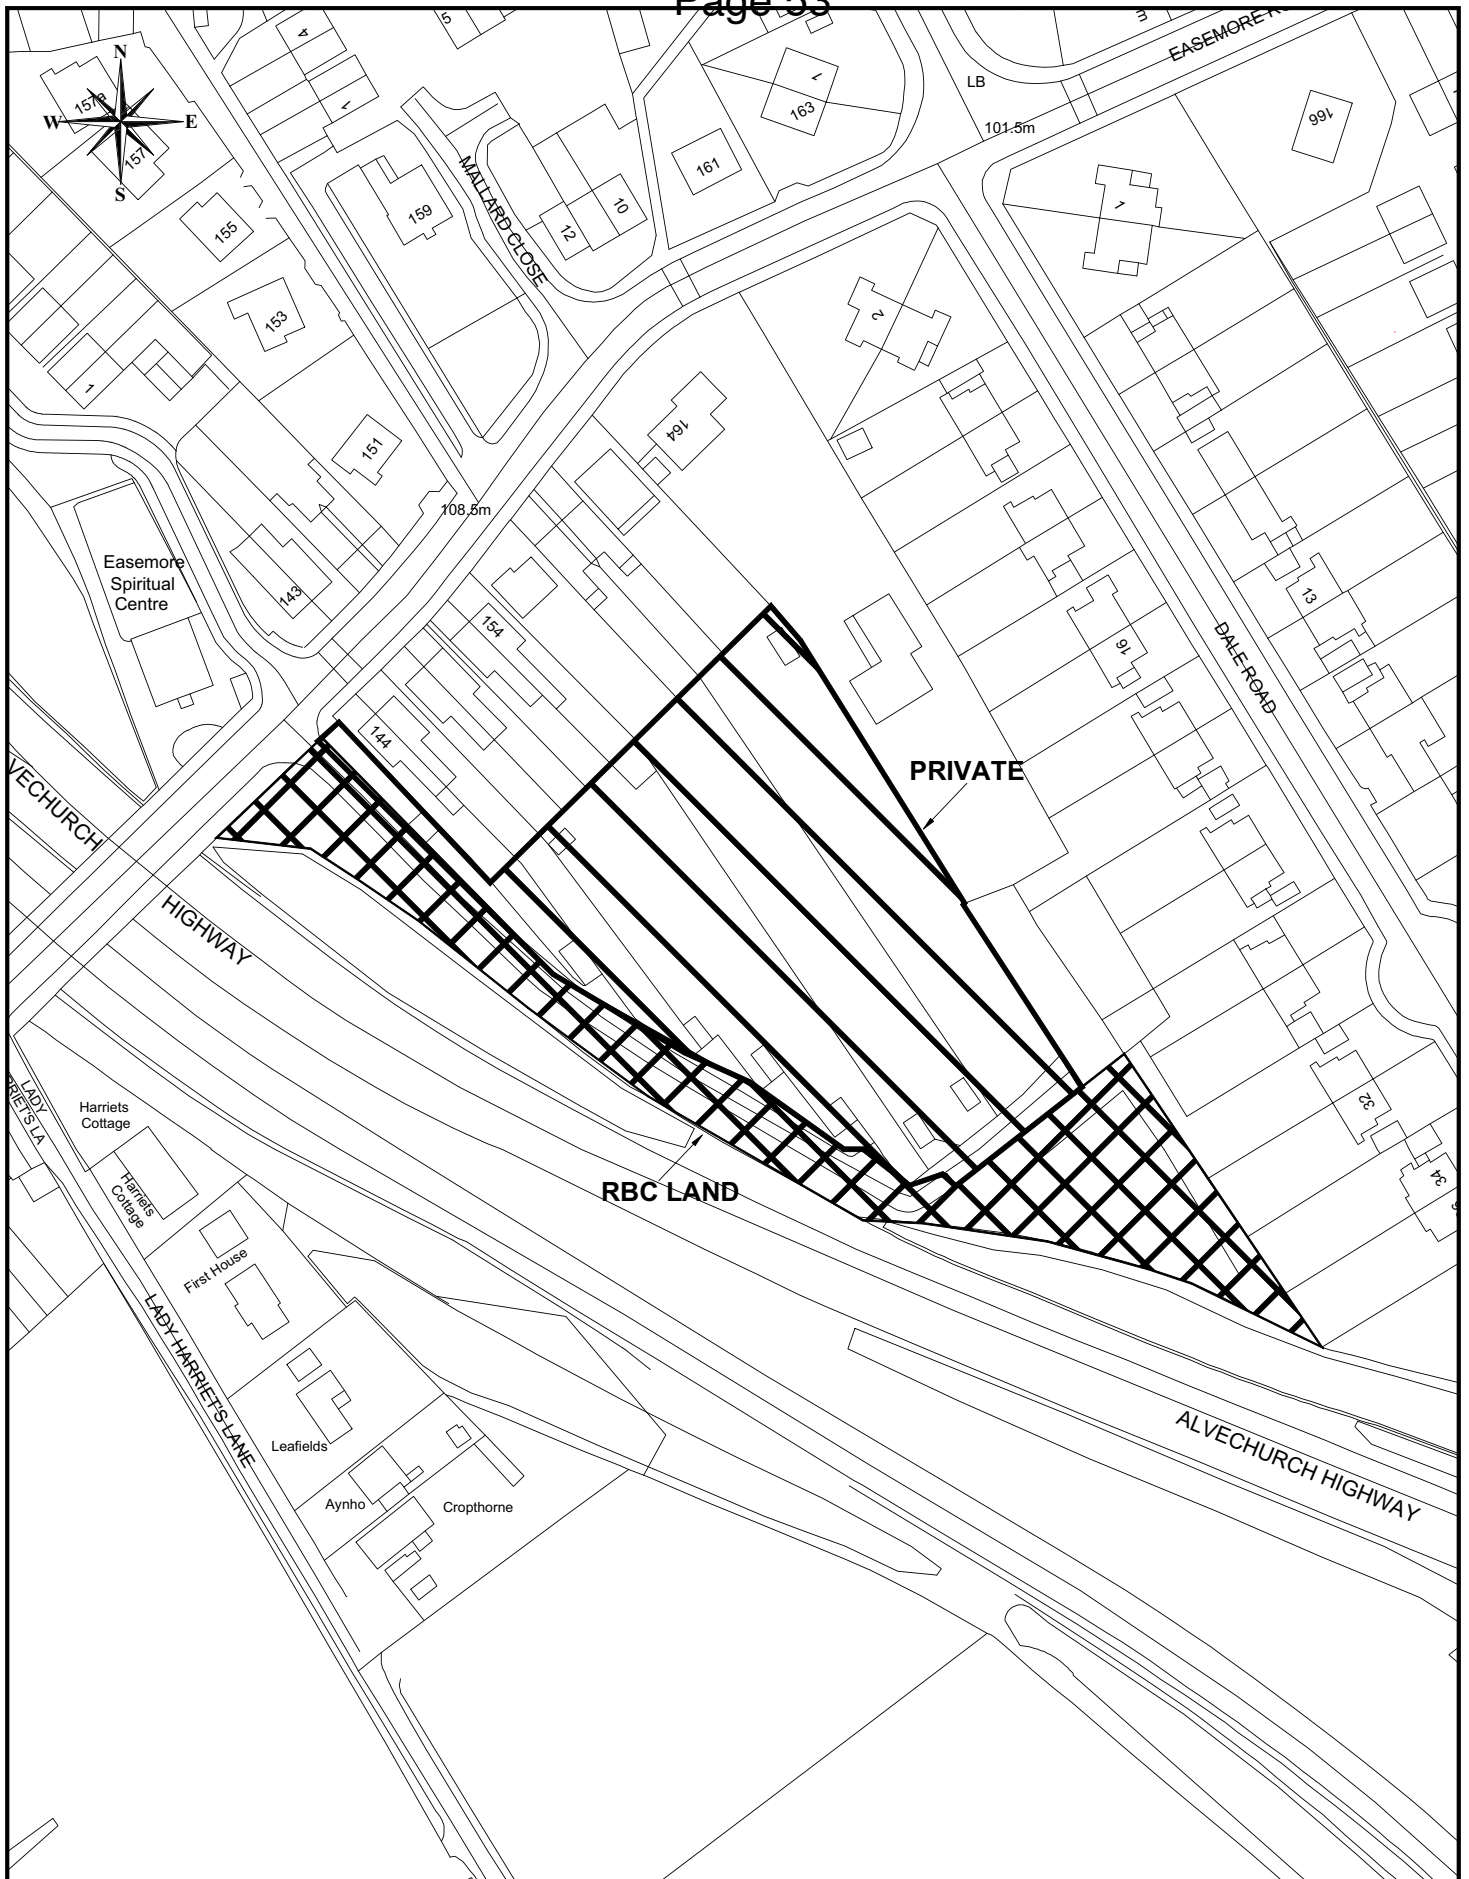 Page 53
N
W
E
S
157a
157
155
153
1
4
1
5
159
MALLARD CLOSE
12
10
161
1
163
LB
101.5m
EASEMORE
166
1
2
151
164
108.5m
143
Easemore
Spiritual
Centre
154
144
13
16
DALE ROAD
PRIVATE
VECHURCH
HIGHWAY
RBC LAND
LADY
RRIET'S LA
Harriets
Cottage
Harriets
Cottage
First House
LADY HARRIET'S LANE
Leafields
Aynho
Cropthorne
32
34
ALVECHURCH HIGHWAY